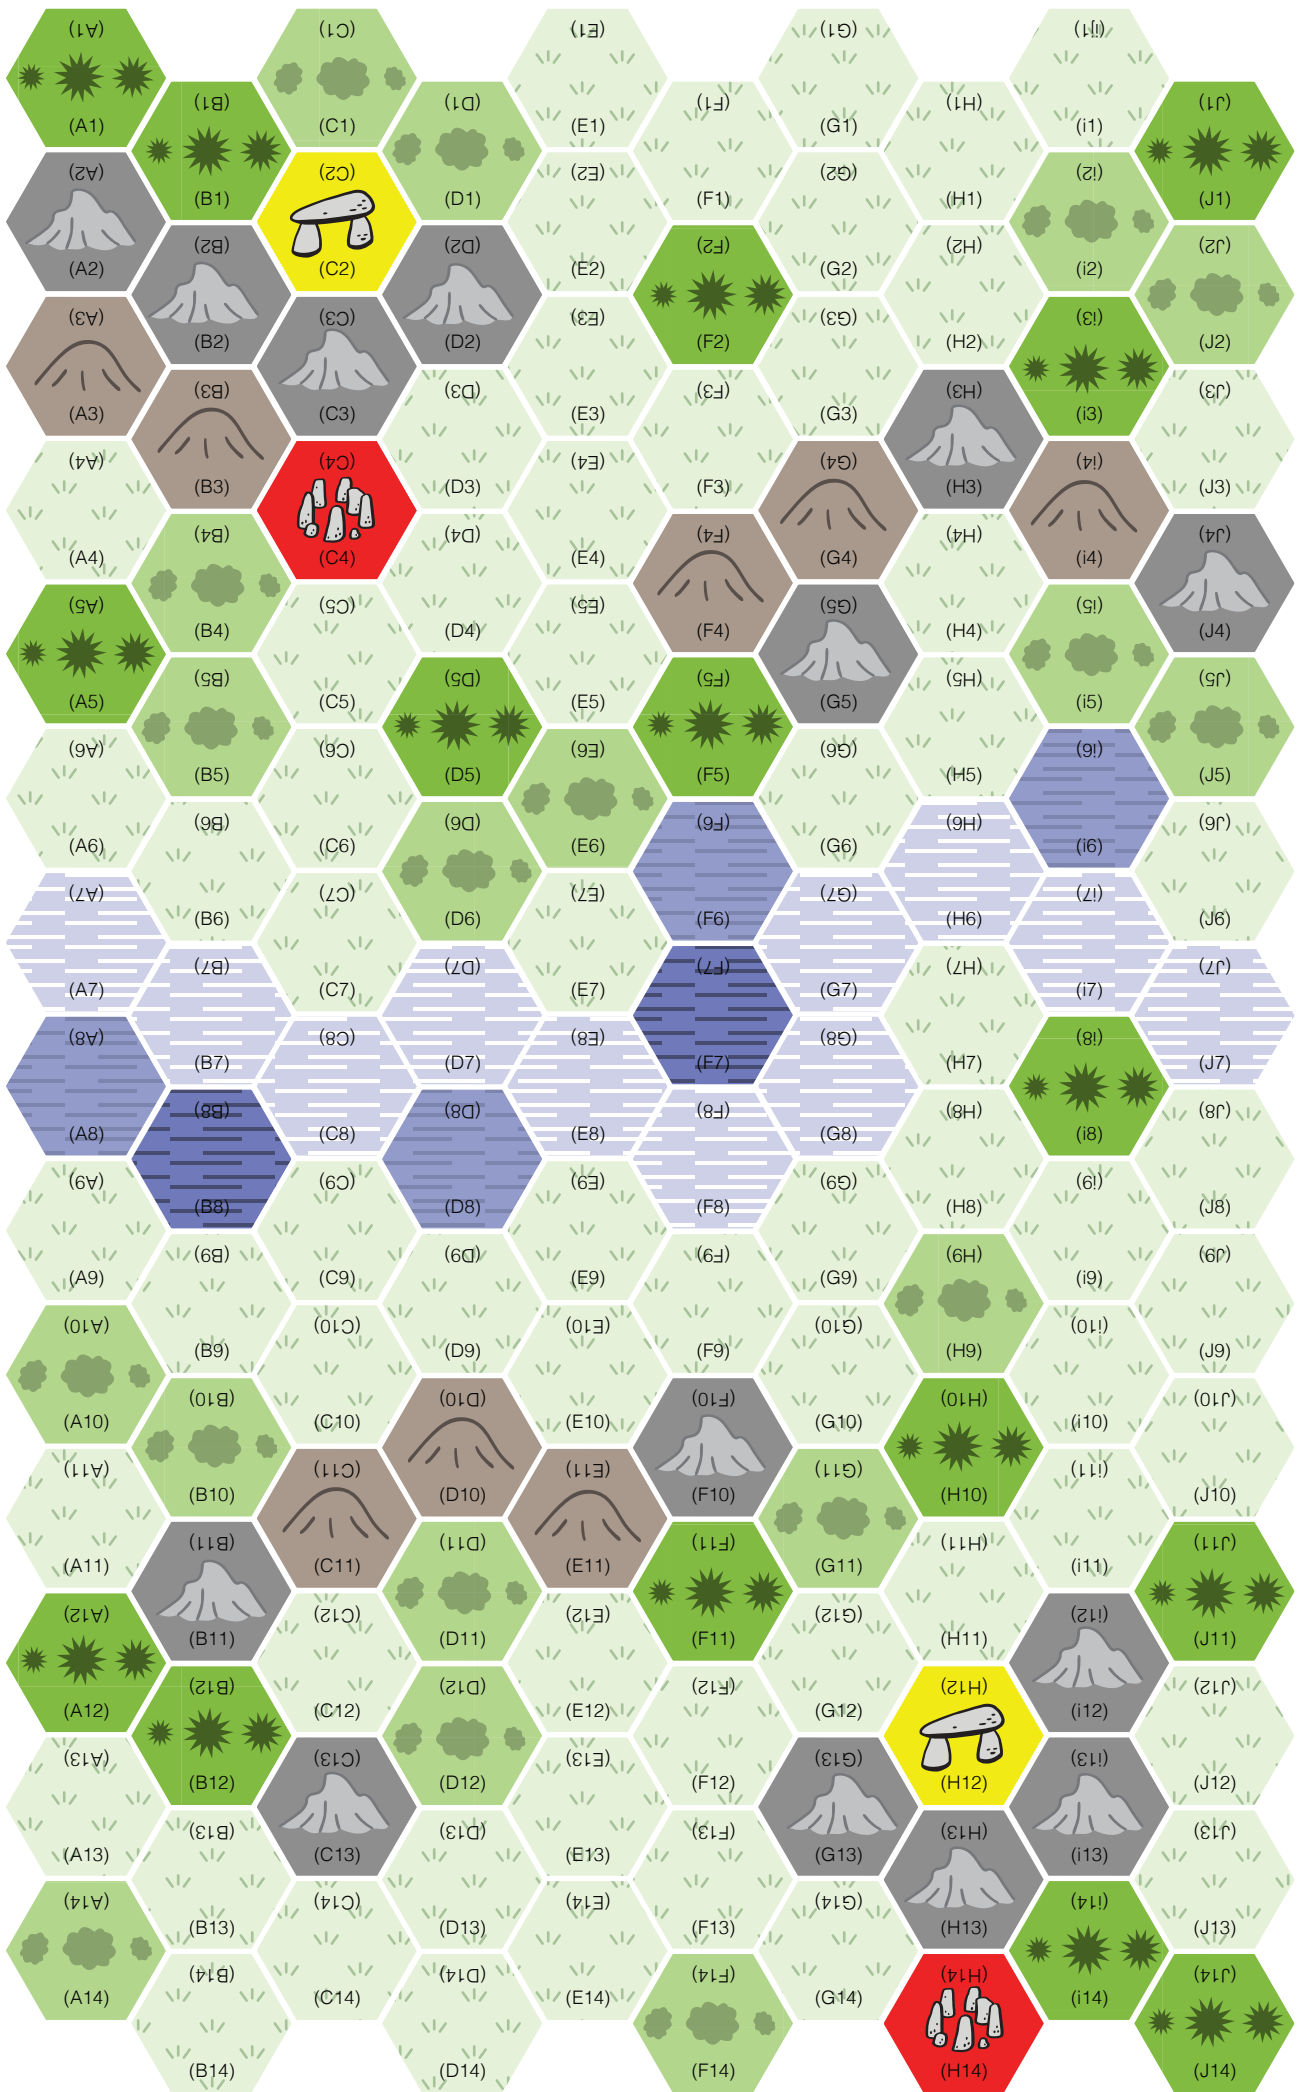 (A1) (C1) (E1) (G1) (i1)
(B1) (D1) (F1) (H1) (J1)
(A1) (C1) (E1) (G1) (i1)
(A2) (C2) (E2) (G2) (i2)
(B1) (D1) (F1) (H1) (J1)
(B2) (D2) (F2) (H2) (J2)
(A2) (C2) (E2) (G2) (i2)
(A3) (C3) (E3) (G3) (i3)
(B2) (D2) (F2) (H2) (J2)
(B3) (D3) (F3) (H3) (J3)
(A3) (C3) (E3) (G3) (i3)
(A4) (C4) (E4) (G4) (i4)
(B3) (D3) (F3) (H3) (J3)
(B4) (D4) (F4) (H4) (J4)
(A4) (C4) (E4) (G4) (i4)
(A5) (C5) (E5) (G5) (i5)
(B4) (D4) (F4) (H4) (J4)
(B5) (D5) (F5) (H5) (J5)
(A5) (C5) (E5) (G5) (i5)
(A6) (C6) (E6) (G6) (i6)
(B5) (D5) (F5) (H5) (J5)
(B6) (D6) (F6) (H6) (J6)
(A6) (C6) (E6) (G6) (i6)
(A7) (C7) (E7) (G7) (i7)
(B6) (D6) (F6) (H6) (J6)
(B7) (D7) (F7) (H7) (J7)
(A7) (C7) (E7) (G7) (i7)
(A8) (C8) (E8) (G8) (i8)
(B7) (D7) (F7) (H7) (J7)
(B8) (D8) (F8) (H8) (J8)
(A8) (C8) (E8) (G8) (i8)
(A9) (C9) (E9) (G9) (i9)
(B8) (D8) (F8) (H8) (J8)
(B9) (D9) (F9) (H9) (J9)
(A9) (C9) (E9) (G9) (i9)
(A10) (C10) (E10) (G10) (i10)
(B9) (D9) (F9) (H9) (J9)
(B10) (D10) (F10) (H10) (J10)
(A10) (C10) (E10) (G10) (i10)
(A11) (C11) (E11) (G11) (i11)
(B10) (D10) (F10) (H10) (J10)
(B11) (D11) (F11) (H11) (J11)
(A11) (C11) (E11) (G11) (i11)
(A12) (C12) (E12) (G12) (i12)
(B11) (D11) (F11) (H11) (J11)
(B12) (D12) (F12) (H12) (J12)
(A12) (C12) (E12) (G12) (i12)
(A13) (C13) (E13) (G13) (i13)
(B12) (D12) (F12) (H12) (J12)
(B13) (D13) (F13) (H13) (J13)
(A13) (C13) (E13) (G13) (i13)
(A14) (C14) (E14) (G14) (i14)
(B13) (D13) (F13) (H13) (J13)
(B14) (D14) (F14) (H14) (J14)
(A14) (C14) (E14) (G14) (i14)
(B14) (D14) (F14) (H14) (J14)